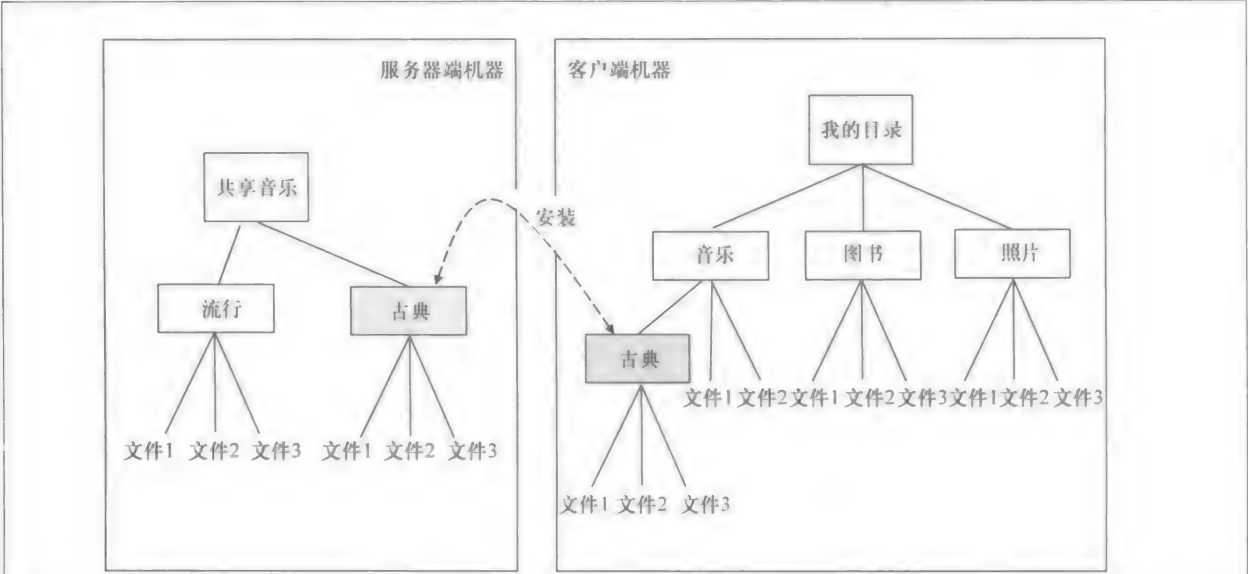 服务器端机器
客户端机器
我的目录
共享音乐
安装
音乐
图书
照片
流行
古典
古典
文件1 文件2 文件1 文件2 文件3 文件1 文件2 文件3
文件1 文件2 文件3 文件1 文件2 文件3
文件1 文件2 文件3